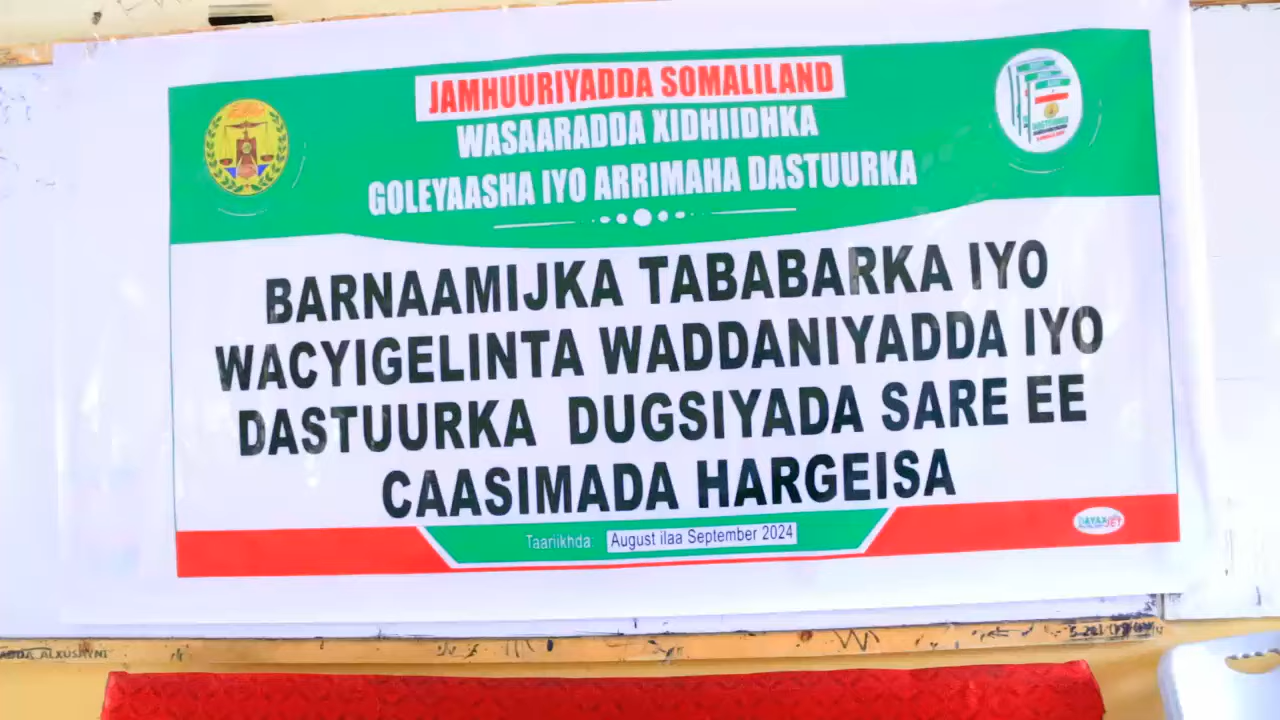 JAMHUURIYADDA SOMALILAND
WASAARADDA XIDHIIDHKA
GOLEYAASHA IYO ARRIMAHA DASTUURKA
BARNAAMIJKA TABABARKA IYO
WACYIGELINTA WADDANIYADDA IYO
DASTUURKA DUGSIYADA SARE EE
CAASIMADA HARGEISA
Taariikhda: August ilaa September 2024